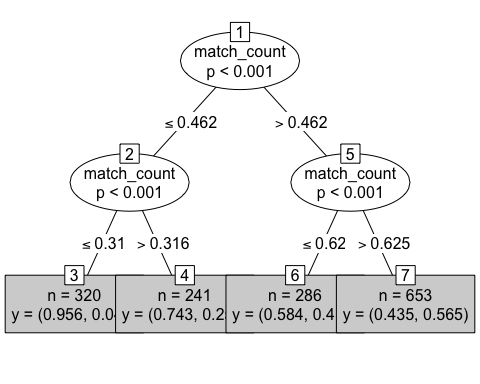 1
match_count
p < 0.001
≤ 0.462
> 0.462
2
match_count
p < 0.001
5
match_count
p < 0.001
≤ 0.31
> 0.316
≤ 0.62
> 0.625
3
n = 320
y = (0.956, 0.0
4
n = 241
y = (0.743, 0.2
6
n = 286
y = (0.584, 0.4
7
n = 653
y = (0.435, 0.565)